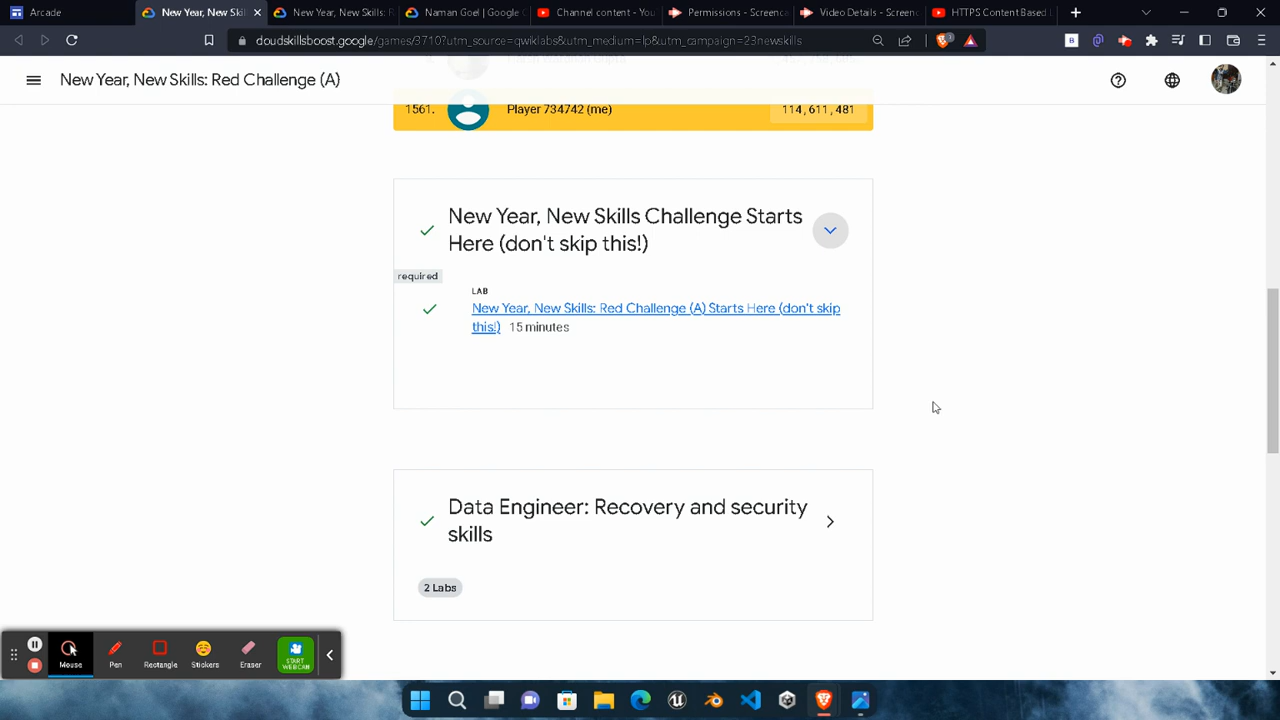 Arcade
New Year, New Skil
New Year, New Skills: R
Naman Goel | Google C
Channel content - You
Permissions - Screenca
Video Details - Screenc
HTTPS Content Based L
cloudskillsboost.google/games/3710?utm_source=qwiklabs&utm_medium=lp&utm_campaign=23newskills
New Year, New Skills: Red Challenge (A)
1561.
Player 734742 (me)
114,611,481
New Year, New Skills Challenge Starts
Here (don't skip this!)
required
LAB
New Year, New Skills: Red Challenge (A) Starts Here (don't skip
this!) 15 minutes
Data Engineer: Recovery and security
skills
2 Labs
Mouse
Pen
Rectangle
Stickers
Eraser
START
WEBCAM